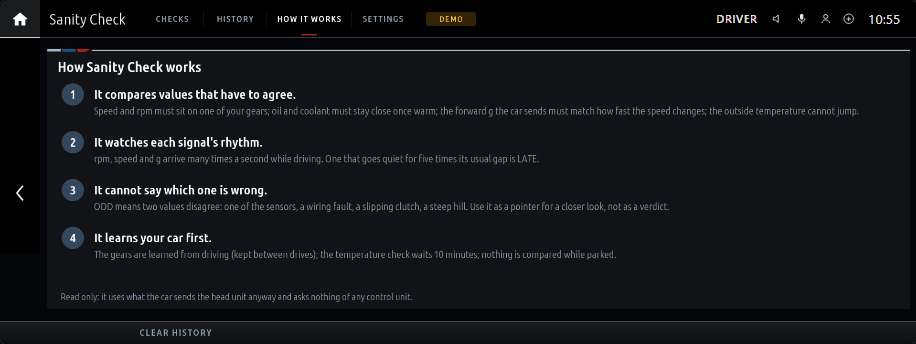 Sanity Check
CHECKS
HISTORY
HOW IT WORKS
SETTINGS
DEMO
DRIVER
10:55
How Sanity Check works
1
It compares values that have to agree.
Speed and rpm must sit on one of your gears; oil and coolant must stay close once warm; the forward g the car sends must match how fast the speed changes; the outside temperature cannot jump.
2
It watches each signal's rhythm.
rpm, speed and g arrive many times a second while driving. One that goes quiet for five times its usual gap is LATE.
3
It cannot say which one is wrong.
ODD means two values disagree: one of the sensors, a wiring fault, a slipping clutch, a steep hill. Use it as a pointer for a closer look, not as a verdict.
4
It learns your car first.
The gears are learned from driving (kept between drives); the temperature check waits 10 minutes; nothing is compared while parked.
Read only: it uses what the car sends the head unit anyway and asks nothing of any control unit.
CLEAR HISTORY